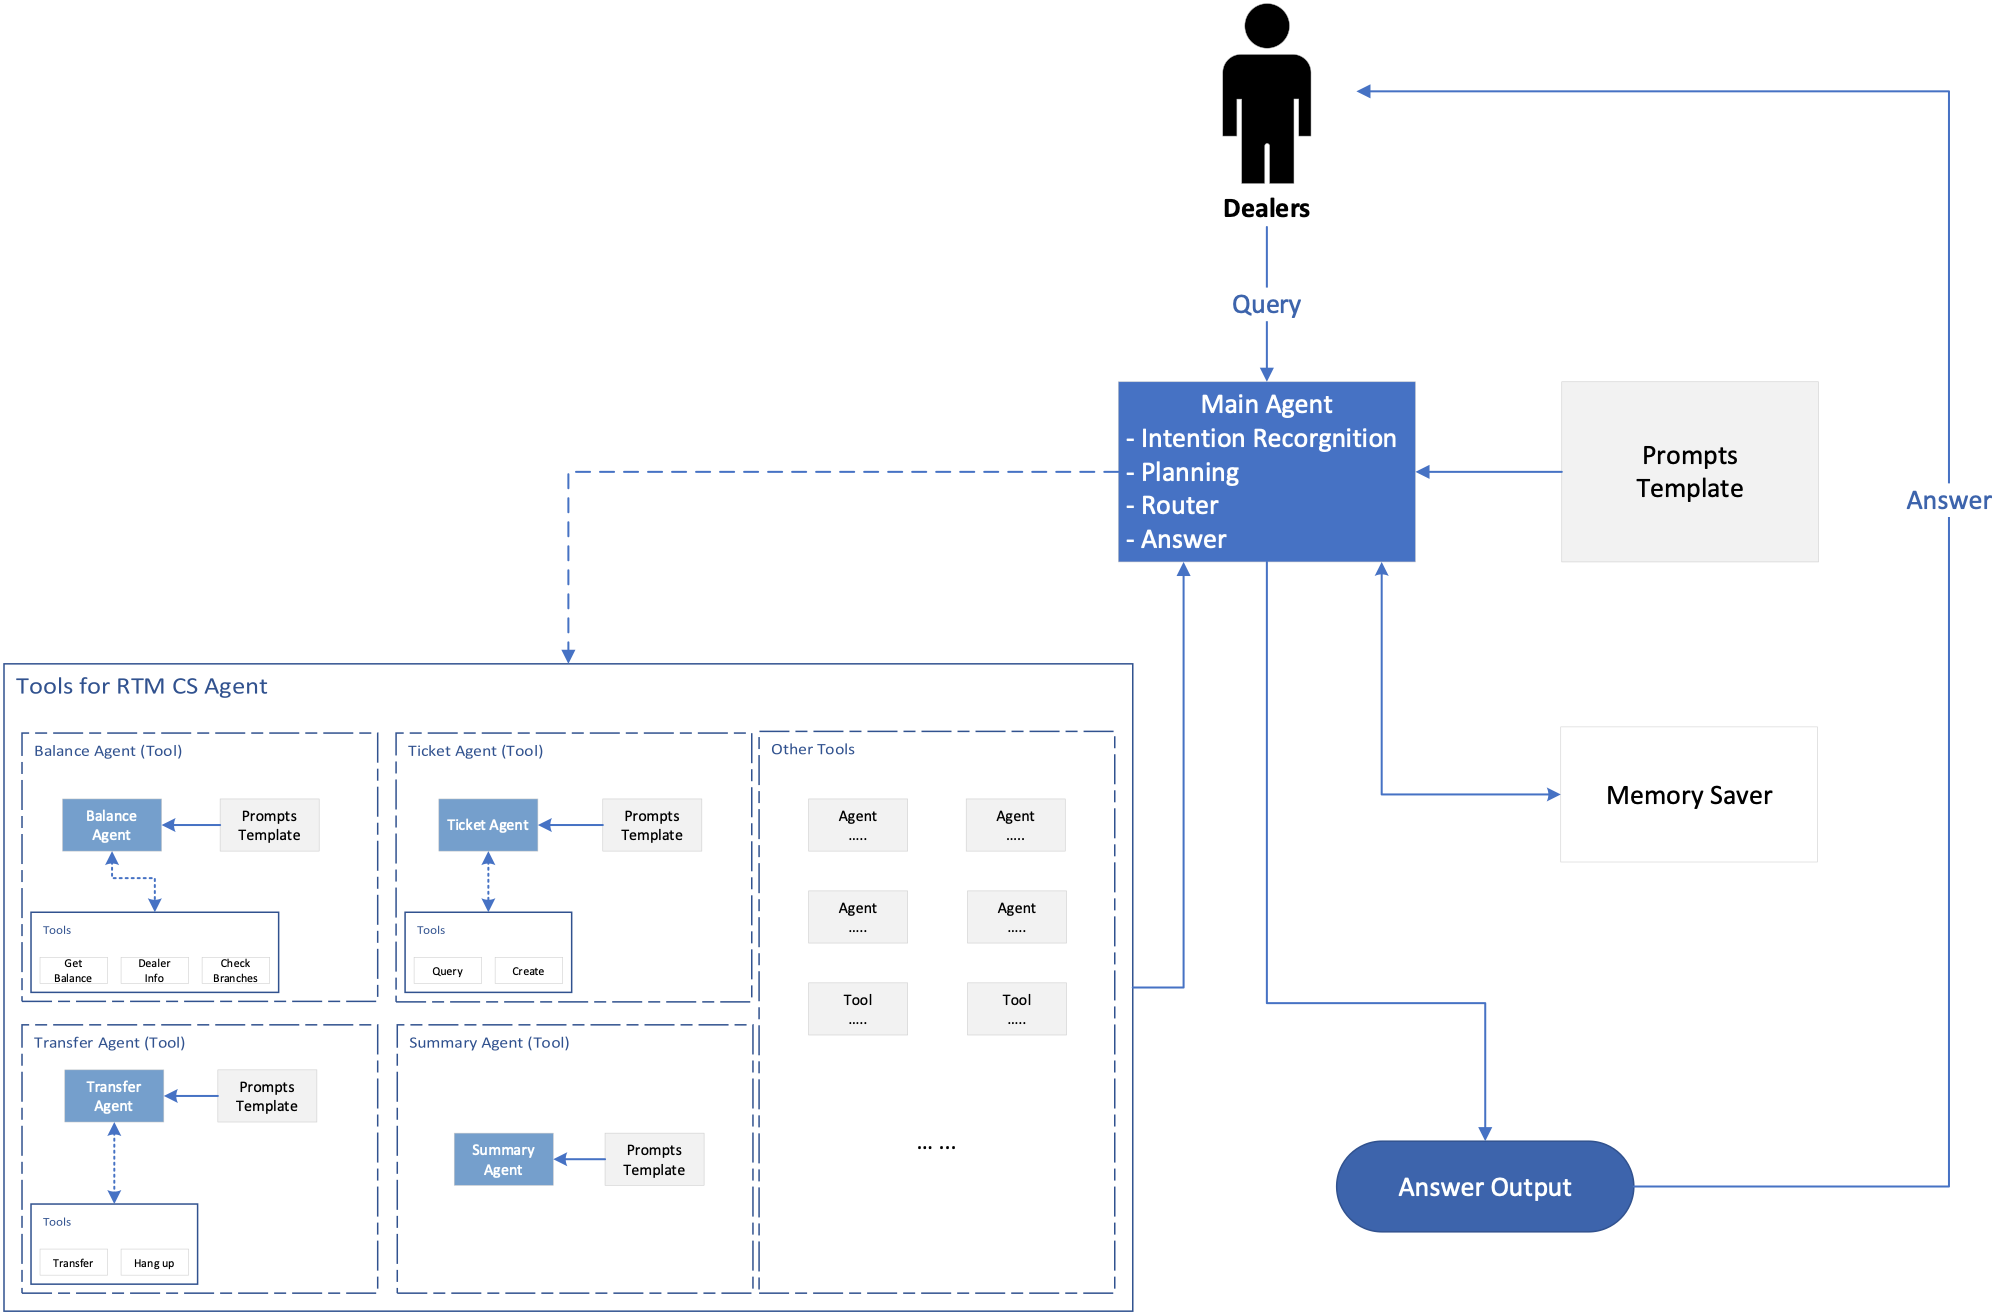 Dealers
Query
Main Agent
- Intention Recorgnition
- Planning
- Router
- Answer
Prompts
Template
Answer
Memory Saver
Answer Output
Tools for RTM CS Agent
Balance Agent (Tool)
Balance
Agent
Prompts
Template
Tools
Get
Balance
Dealer
Info
Check
Branches
Ticket Agent (Tool)
Ticket Agent
Prompts
Template
Tools
Query
Create
Other Tools
Agent
.....
Agent
.....
Agent
.....
Agent
.....
Tool
.....
Tool
.....
... ...
Transfer Agent (Tool)
Transfer
Agent
Prompts
Template
Tools
Transfer
Hang up
Summary Agent (Tool)
Summary
Agent
Prompts
Template